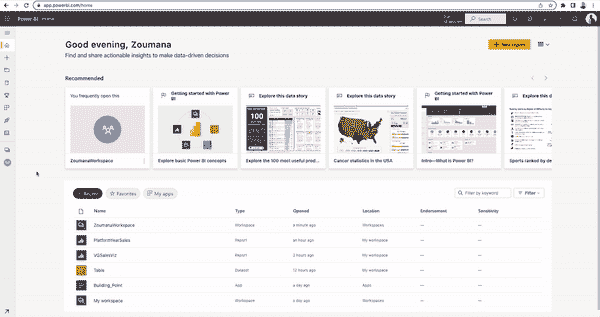 app.powerbi.com/home
Power BI
Search
Good evening, Zoumana
Find and share actionable insights to make data-driven decisions
New report
Recommended
You frequently open this
ZoumanaWorkspace
Getting started with Power BI
Explore basic Power BI concepts
Explore this data story
100
Explore the 100 most useful prod...
Explore this data story
Cancer statistics in the USA
Getting started with Power BI
Intro—What is Power BI?
Explore this da
Sports ranked by de
Recent
Favorites
My apps
Filter by keyword
Filter
Name Type Opened Location Endorsement Sensitivity
ZoumanaWorkspace Workspace a minute ago Workspaces — —
PlatformYearSales Report an hour ago My workspace — —
Report 2 hours ago My workspace — —
Table Dataset 12 hours ago My workspace — —
Building_Point App a day ago Apps — —
My workspace Workspace a day ago Workspaces — —